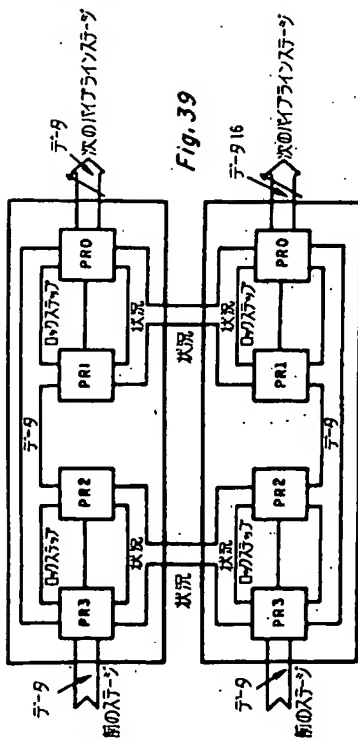 Fig. 39
データ
前のステージ
PR3
ロックステップ
状況
PR2
データ
PR1
ロックステップ
状況
PR0
データ
次のパイプラインステージ
状況
状況
データ
前のステージ
PR3
ロックステップ
状況
PR2
データ
PR1
ロックステップ
状況
PR0
データ 16
次のパイプラインステージ